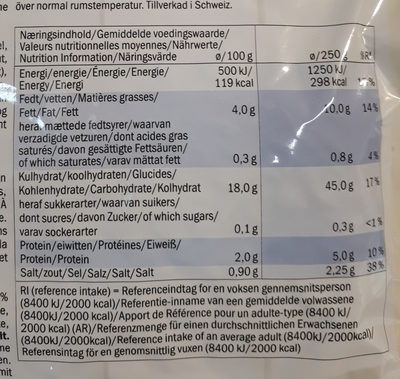 ne över normal rumstemperatur. Tillverkad i Schweiz.
Næringsindhold/Gemiddelde voedingswaarde/
Valeurs nutritionnelles moyennes/Nährwerte/
Nutrition Information/Näringsvärde ø/100 g ø/250 %RI*
Energi/energie/Énergie/Energie/ 500 kJ/ 1250 kJ/
Energy/Energi 119 kcal 298 kcal
Fedt/vetten/Matières grasses/
Fett/Fat/Fett 4,0 g 10,0 g 14%
heraf mættede fedtsyrer/waarvan
verzadigde vetzuren/dont acides gras
saturés/davon gesättigte Fettsäuren/
of which saturates/varav mättat fett 0,3 g 0,8 g 4%
Kulhydrat/koolhydraten/Glucides/
Kohlenhydrate/Carbohydrate/Kolhydrat 18,0 g 45,0 g 17%
heraf sukkerarter/waarvan suikers/
dont sucres/davon Zucker/of which sugars/
varav sockerarter 0,1 g 0,3 g <1%
Protein/eiwitten/Protéines/Eiweiß/
Protein/Protein 2,0 g 5,0 g 10%
Salt/zout/Sel/Salz/Salt/Salt 0,90 g 2,25 g 38%
RI (reference intake) = Referenceindtag for en voksen gennemsnitsperson
(8400 kJ/2000 kcal)/Referentie-inname van een gemiddelde volwassene
(8400kJ/2000 kcal)/Apport de Référence pour un adulte-type (8400 kJ/
2000 kcal) (AR)/Referenzmenge für einen durchschnittlichen Erwachsenen
(8400kJ/2000kcal)/Reference intake of an average adult (8400kJ/2000kcal)/
Referensintag för en genomsnittlig vuxen (8400 kJ/2000 kcal)